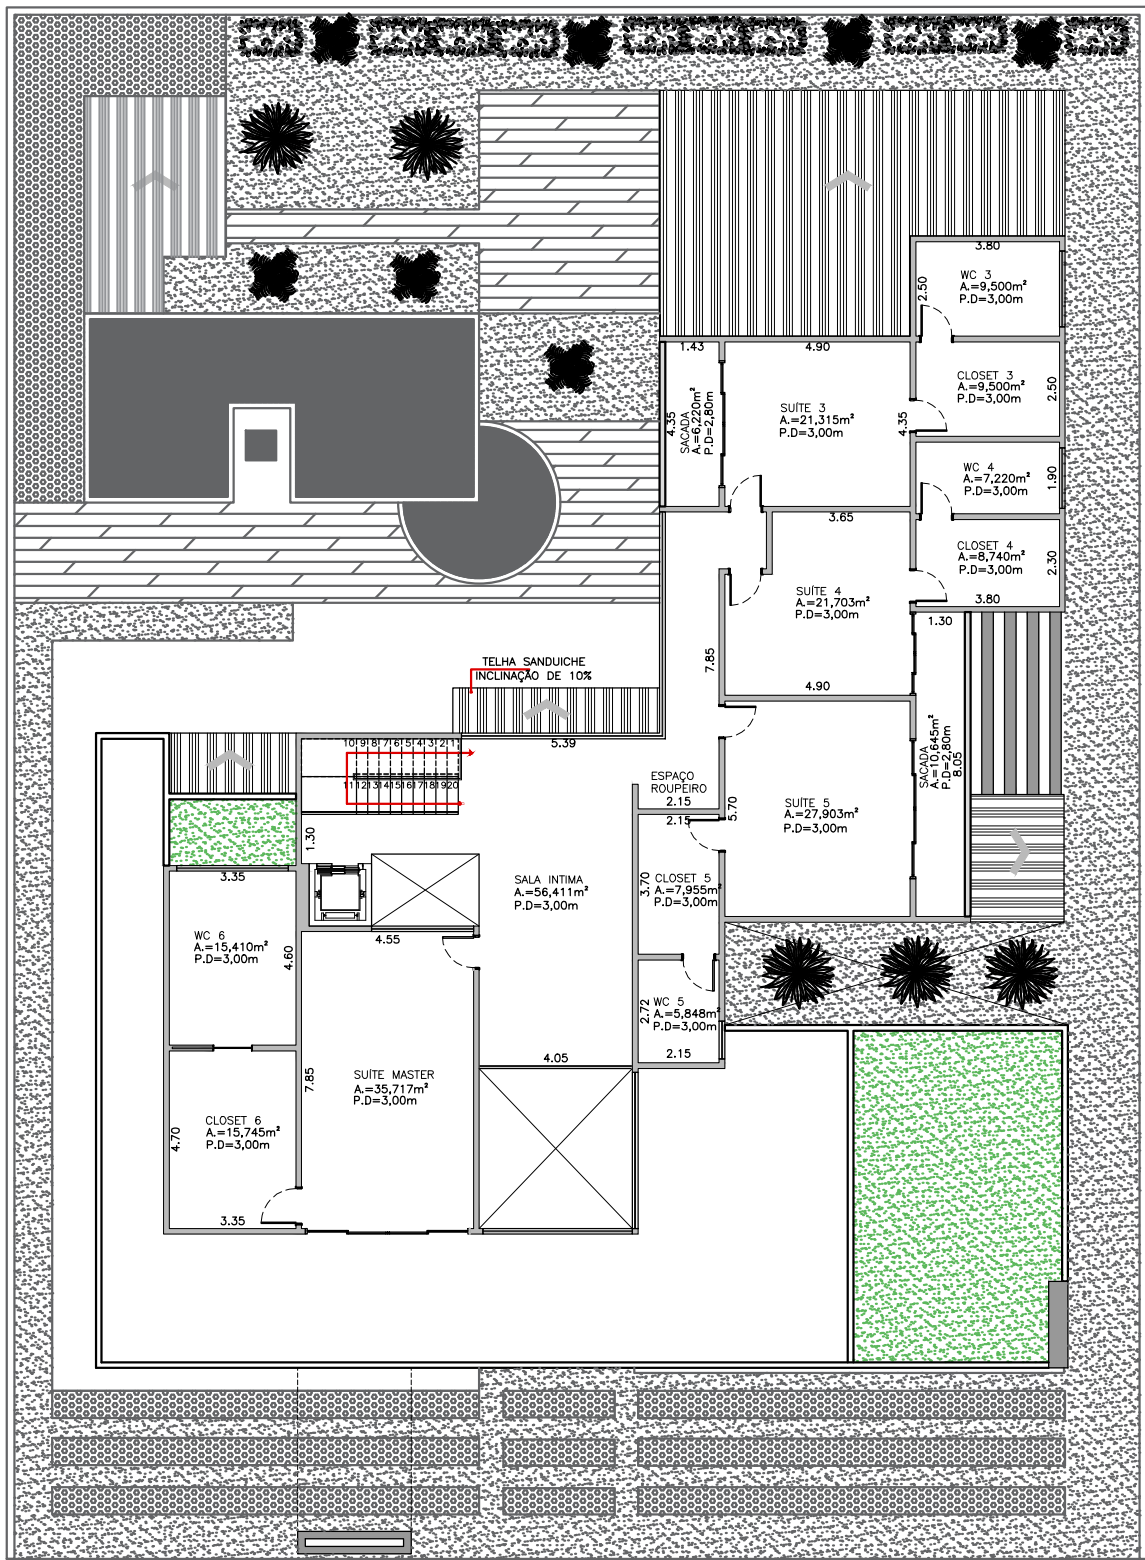 3.80
WC 3
A.=9,500m²
P.D=3,00m
2.50
1.43
4.90
CLOSET 3
A.=9,500m²
P.D=3,00m
2.50
SUÍTE 3
A.=21,315m²
P.D=3,00m
4.35
4.35
SACADA
A.=6,220m²
P.D=2,80m
WC 4
A.=7,220m²
P.D=3,00m
1.90
3.65
CLOSET 4
A.=8,740m²
P.D=3,00m
2.30
3.80
SUÍTE 4
A.=21,703m²
P.D=3,00m
1.30
7.85
4.90
TELHA SANDUICHE
INCLINAÇÃO DE 10%
5.39
10 9 8 7 6 5 4 3 2 1
11 12 13 14 15 16 17 18 19 20
SACADA
A.=10,645m²
P.D=2,80m
8.05
ESPAÇO
ROUPEIRO
2.15
2.15
5.70
SUÍTE 5
A.=27,903m²
P.D=3,00m
1.30
3.35
SALA INTIMA
A.=56,411m²
P.D=3,00m
3.70
CLOSET 5
A.=7,955m²
P.D=3,00m
4.55
WC 6
A.=15,410m²
P.D=3,00m
4.60
2.72
WC 5
A.=5,848m²
P.D=3,00m
2.15
4.05
7.85
SUÍTE MASTER
A.=35,717m²
P.D=3,00m
CLOSET 6
A.=15,745m²
P.D=3,00m
4.70
3.35